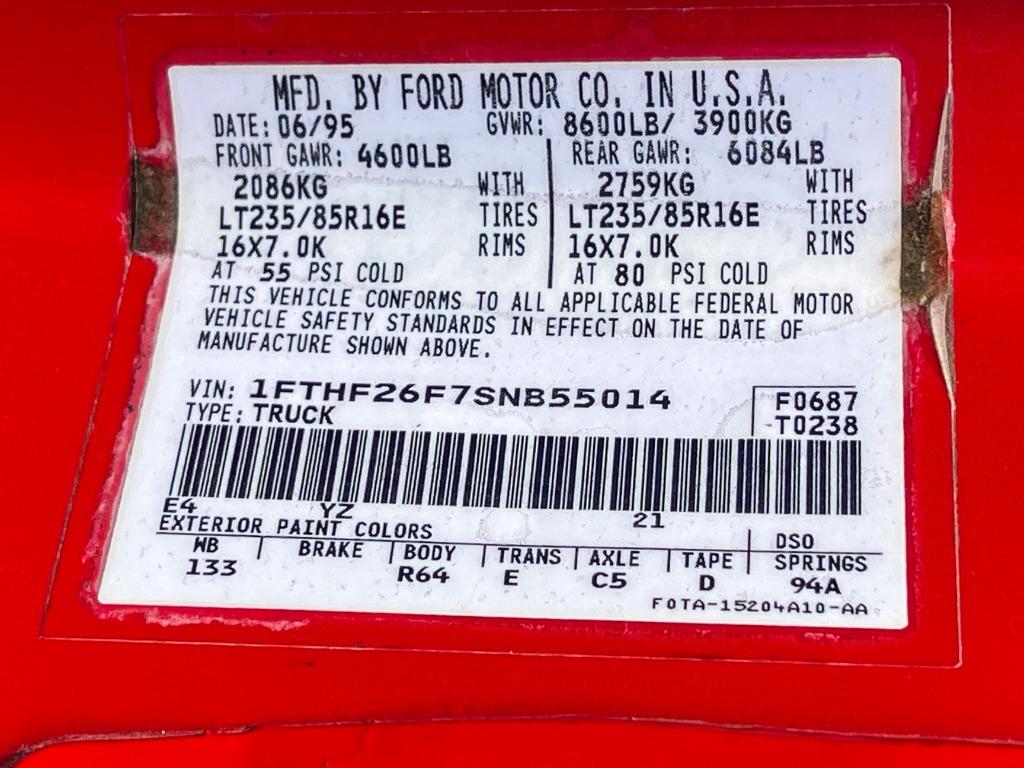 MFD. BY FORD MOTOR CO. IN U.S.A.
DATE: 06/95 GVWR: 8600LB/ 3900KG
FRONT GAWR: 4600LB REAR GAWR: 6084LB
2086KG WITH 2759KG WITH
LT235/85R16E TIRES LT235/85R16E TIRES
16X7.0K RIMS 16X7.0K RIMS
AT 55 PSI COLD AT 80 PSI COLD
THIS VEHICLE CONFORMS TO ALL APPLICABLE FEDERAL MOTOR
VEHICLE SAFETY STANDARDS IN EFFECT ON THE DATE OF
MANUFACTURE SHOWN ABOVE.
VIN: 1FTHF26F7SNB55014 F0687
TYPE: TRUCK T0238
E4 YZ 21
EXTERIOR PAINT COLORS DSO
WB BRAKE BODY TRANS AXLE TAPE SPRINGS
133 R64 E C5 D 94A
F0TA-15204A10-AA